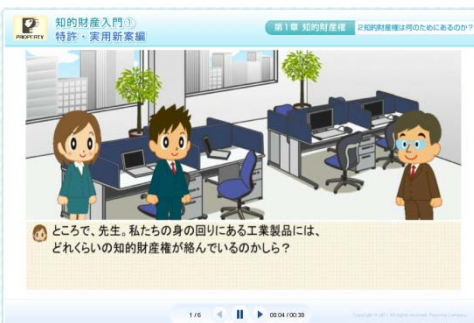 PROPERTY
知的財産入門①
特許・実用新案編
第1章 知的財産権
2知的財産権は何のためにあるのか?
ところで、先生。私たちの身の回りにある工業製品には、
どれくらいの知的財産権が絡んでいるのかしら?
1/6
00:04/00:38